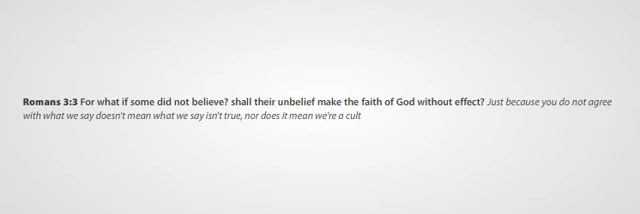 Romans 3:3 For what if some did not believe? shall their unbelief make the faith of God without effect? Just because you do not agree
with what we say doesn't mean what we say isn't true, nor does it mean we're a cult